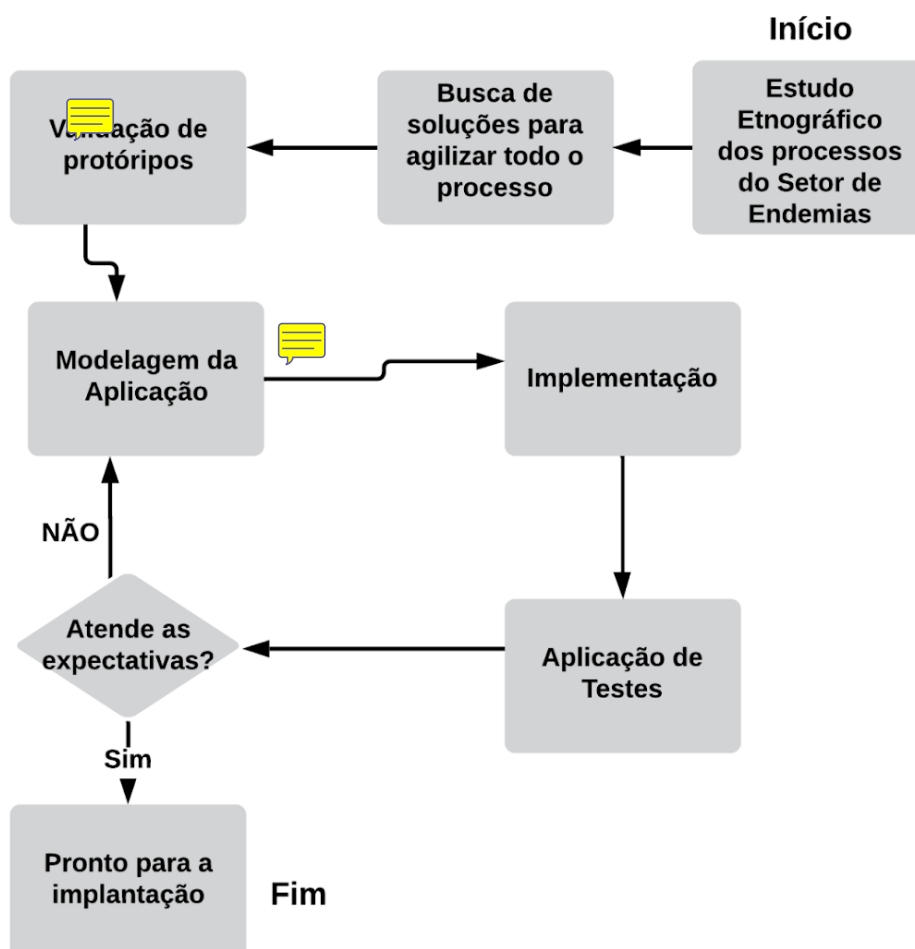 Início
Estudo
Etnográfico
dos processos
do Setor de
Endemias
Busca de
soluções para
agilizar todo o
processo
Validação de
protóripos
Modelagem da
Aplicação
Implementação
Aplicação de
Testes
Atende as
expectativas?
NÃO
Sim
Pronto para a
implantação
Fim